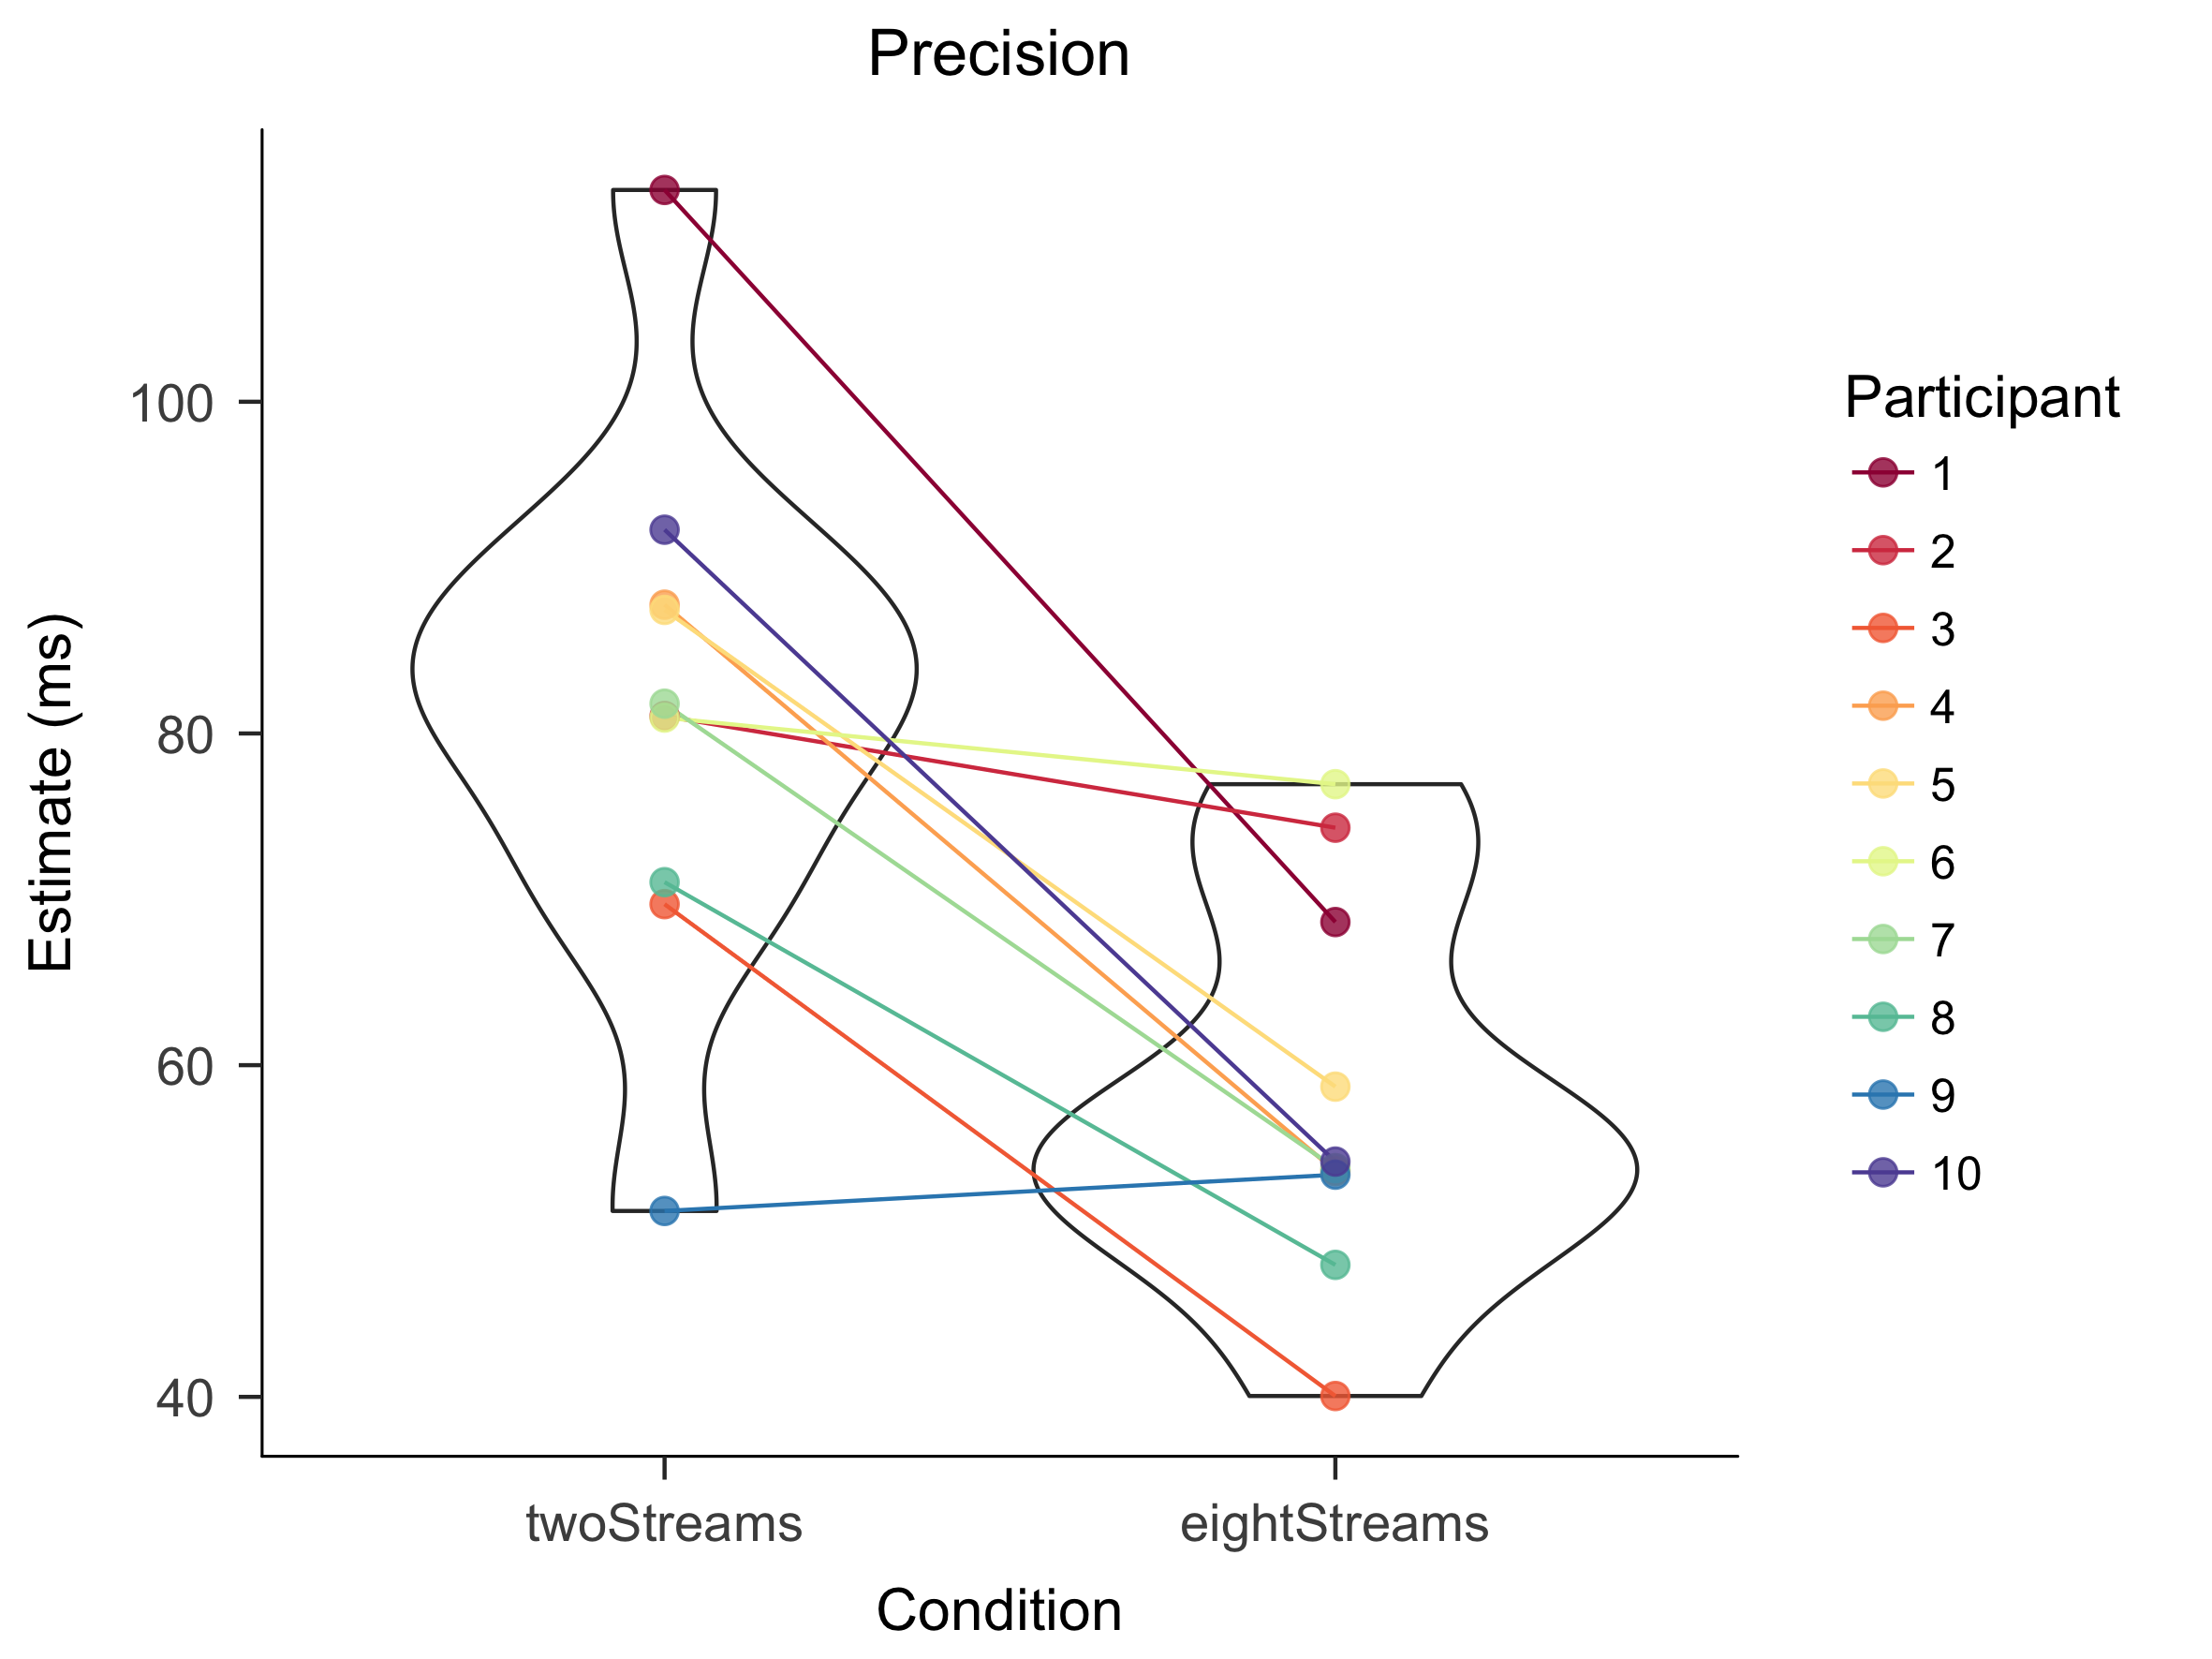 Precision
Estimate (ms)
100
80
60
40
twoStreams
eightStreams
Condition
Participant
1
2
3
4
5
6
7
8
9
10